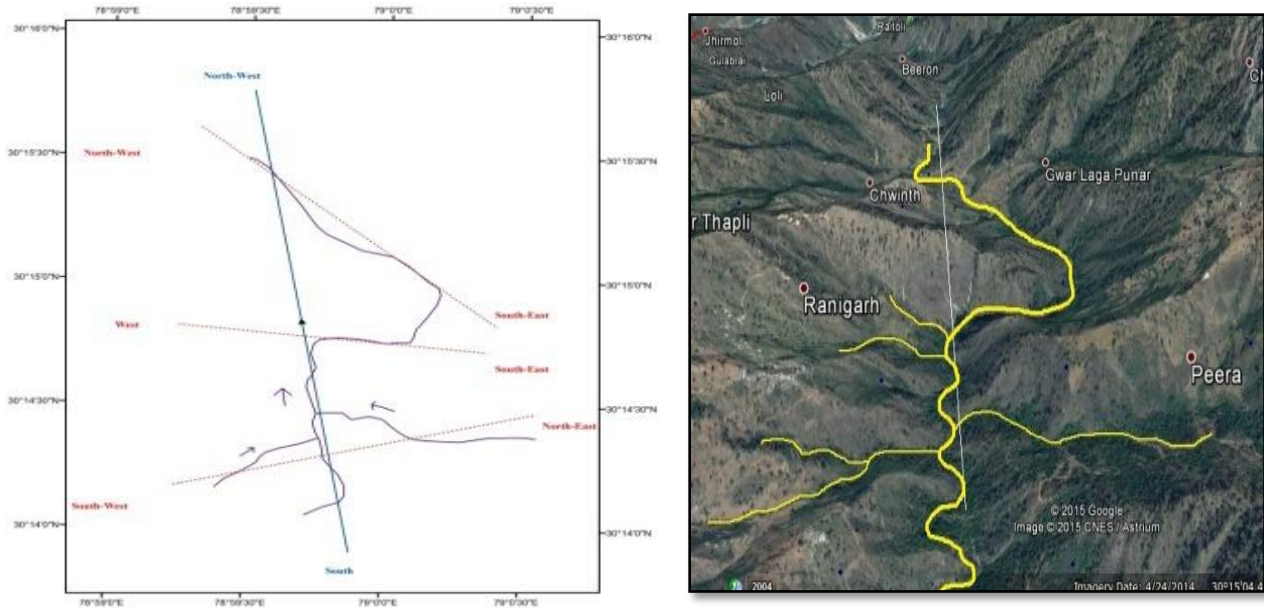 78°59'0"E
78°59'30"E
79°0'0"E
79°0'30"E
30°16'0"N
30°16'0"N
North-West
North-West
30°15'30"N
30°15'30"N
30°15'0"N
30°15'0"N
West
South-East
South-East
30°14'30"N
30°14'30"N
North-East
South-West
30°14'0"N
30°14'0"N
South
78°59'0"E
78°59'30"E
79°0'0"E
79°0'30"E
Raitoli
Jhirmol
Gulabrai
Beeron
Loli
Gwar Laga Punar
Chwinth
r Thapli
Ranigarh
Peera
© 2015 Google
Image © 2015 CNES / Astrium
2004
Imagery Date: 4/24/2014 30°15'04.4